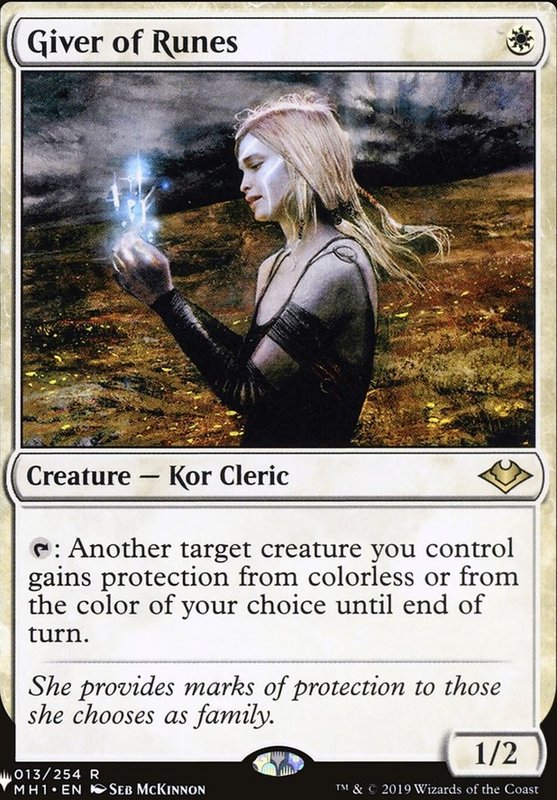 Giver of Runes
Creature — Kor Cleric
: Another target creature you control
gains protection from colorless or from
the color of your choice until end of
turn.
She provides marks of protection to those
she chooses as family.
1/2
013/254 R
MH1 • EN Seb McKinnon
™ & © 2019 Wizards of the Coast